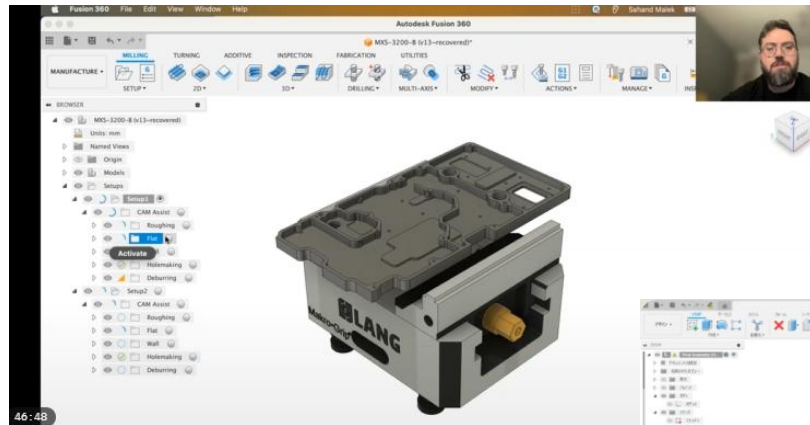 Fusion 360 File Edit View Window Help
Sahand Malek
Autodesk Fusion 360
MXS-3200-8 (v13~recovered)*
MILLING TURNING ADDITIVE INSPECTION FABRICATION UTILITIES
MANUFACTURE
SETUP 2D 3D DRILLING MULTI-AXIS MODIFY ACTIONS MANAGE
BROWSER
MXS-3200-8 (v13~recovered)
Units: mm
Named Views
Origin
Models
Setups
Setup1
CAM Assist
Roughing
Flat
Activate
Holemaking
Deburring
Setup2
CAM Assist
Roughing
Flat
Wall
Holemaking
Deburring
LANG
Makro·Grip
46:48